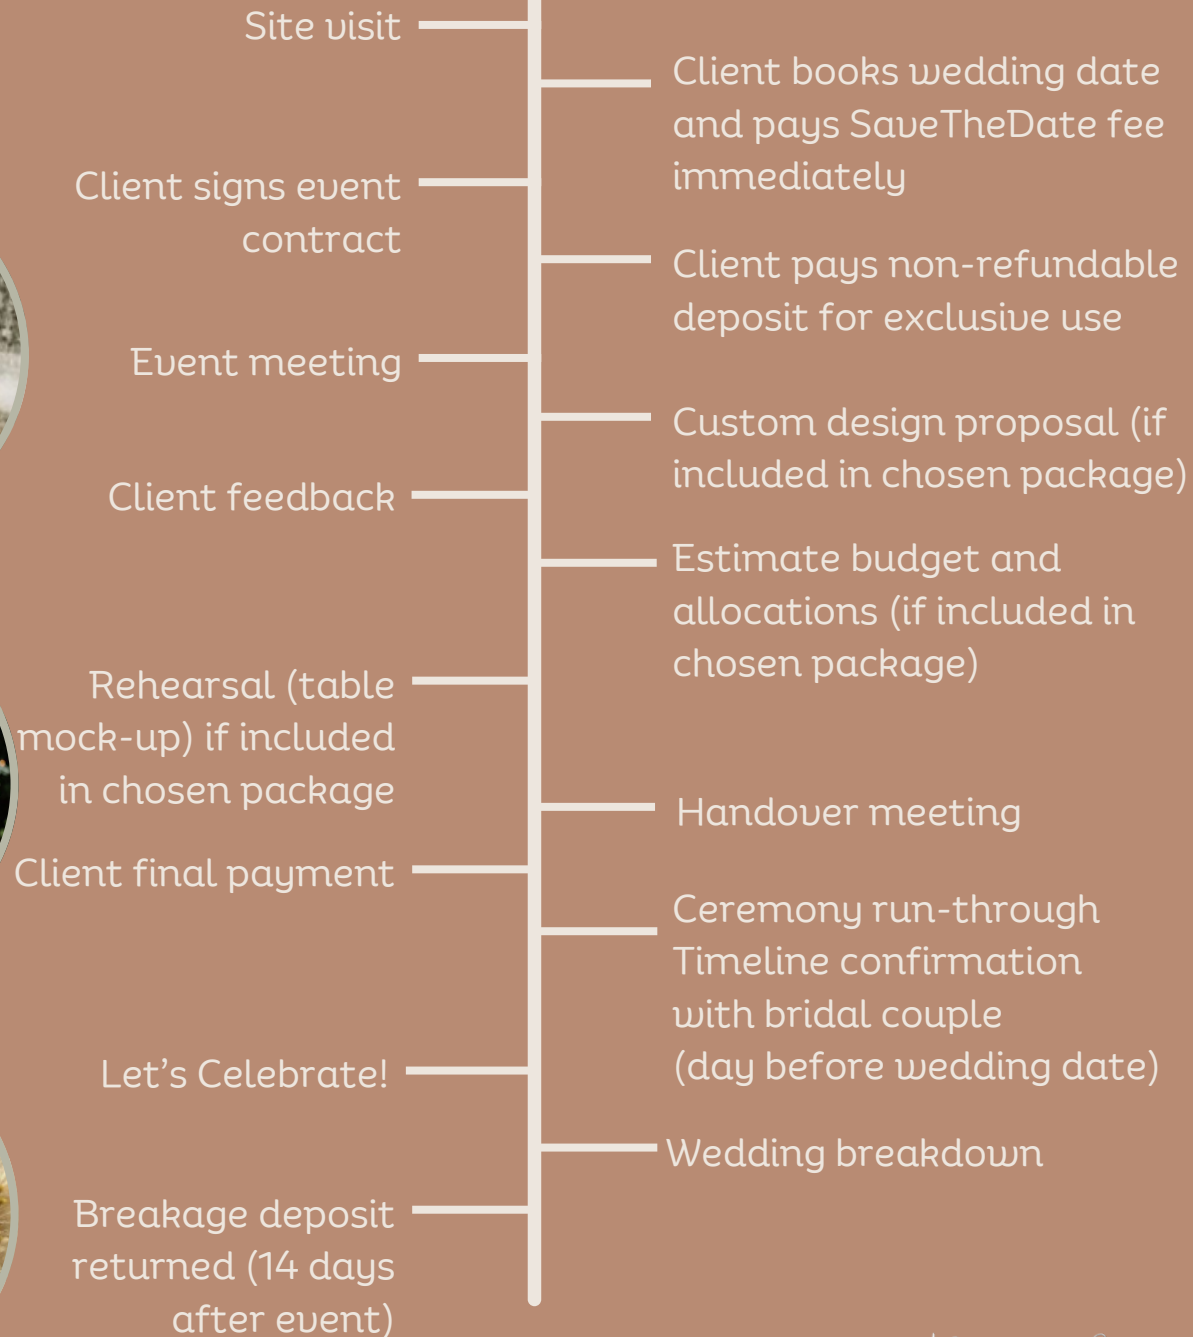 Site visit
Client books wedding date
and pays SaveTheDate fee
immediately
Client signs event
contract
Client pays non-refundable
deposit for exclusive use
Event meeting
Custom design proposal (if
included in chosen package)
Client feedback
Estimate budget and
allocations (if included in
chosen package)
Rehearsal (table
mock-up) if included
in chosen package
Handover meeting
Client final payment
Ceremony run-through
Timeline confirmation
with bridal couple
(day before wedding date)
Let's Celebrate!
Wedding breakdown
Breakage deposit
returned (14 days
after event)